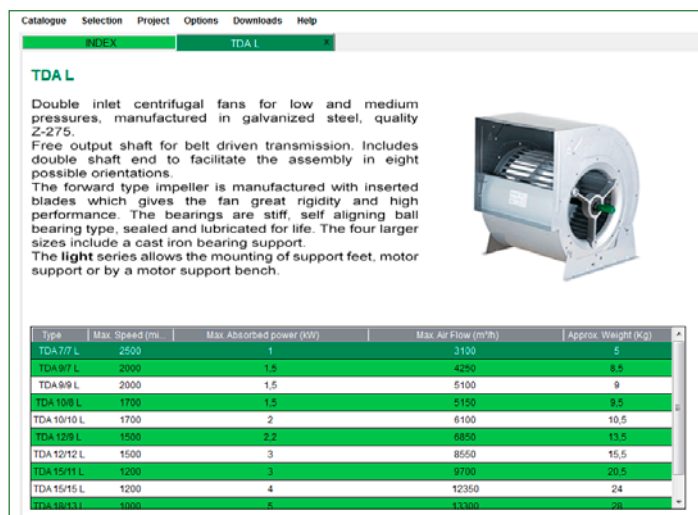 Catalogue Selection Project Options Downloads Help
INDEX TDA L x
TDA L
Double inlet centrifugal fans for low and medium
pressures, manufactured in galvanized steel, quality
Z-275.
Free output shaft for belt driven transmission. Includes
double shaft end to facilitate the assembly in eight
possible orientations.
The forward type impeller is manufactured with inserted
blades which gives the fan great rigidity and high
performance. The bearings are stiff, self aligning ball
bearing type, sealed and lubricated for life. The four larger
sizes include a cast iron bearing support.
The light series allows the mounting of support feet, motor
support or by a motor support bench.
Type Max. Speed (mi... Max. Absorbed power (kW) Max. Air Flow (m³/h) Approx. Weight (Kg)
TDA 7/7 L 2500 1 3100 5
TDA 9/7 L 2000 1,5 4250 8,5
TDA 9/9 L 2000 1,5 5100 9
TDA 10/8 L 1700 1,5 5150 9,5
TDA 10/10 L 1700 2 6100 10,5
TDA 12/9 L 1500 2,2 6850 13,5
TDA 12/12 L 1500 3 8550 15,5
TDA 15/11 L 1200 3 9700 20,5
TDA 15/15 L 1200 4 12350 24
TDA 18/13 L 1000 5 13300 28